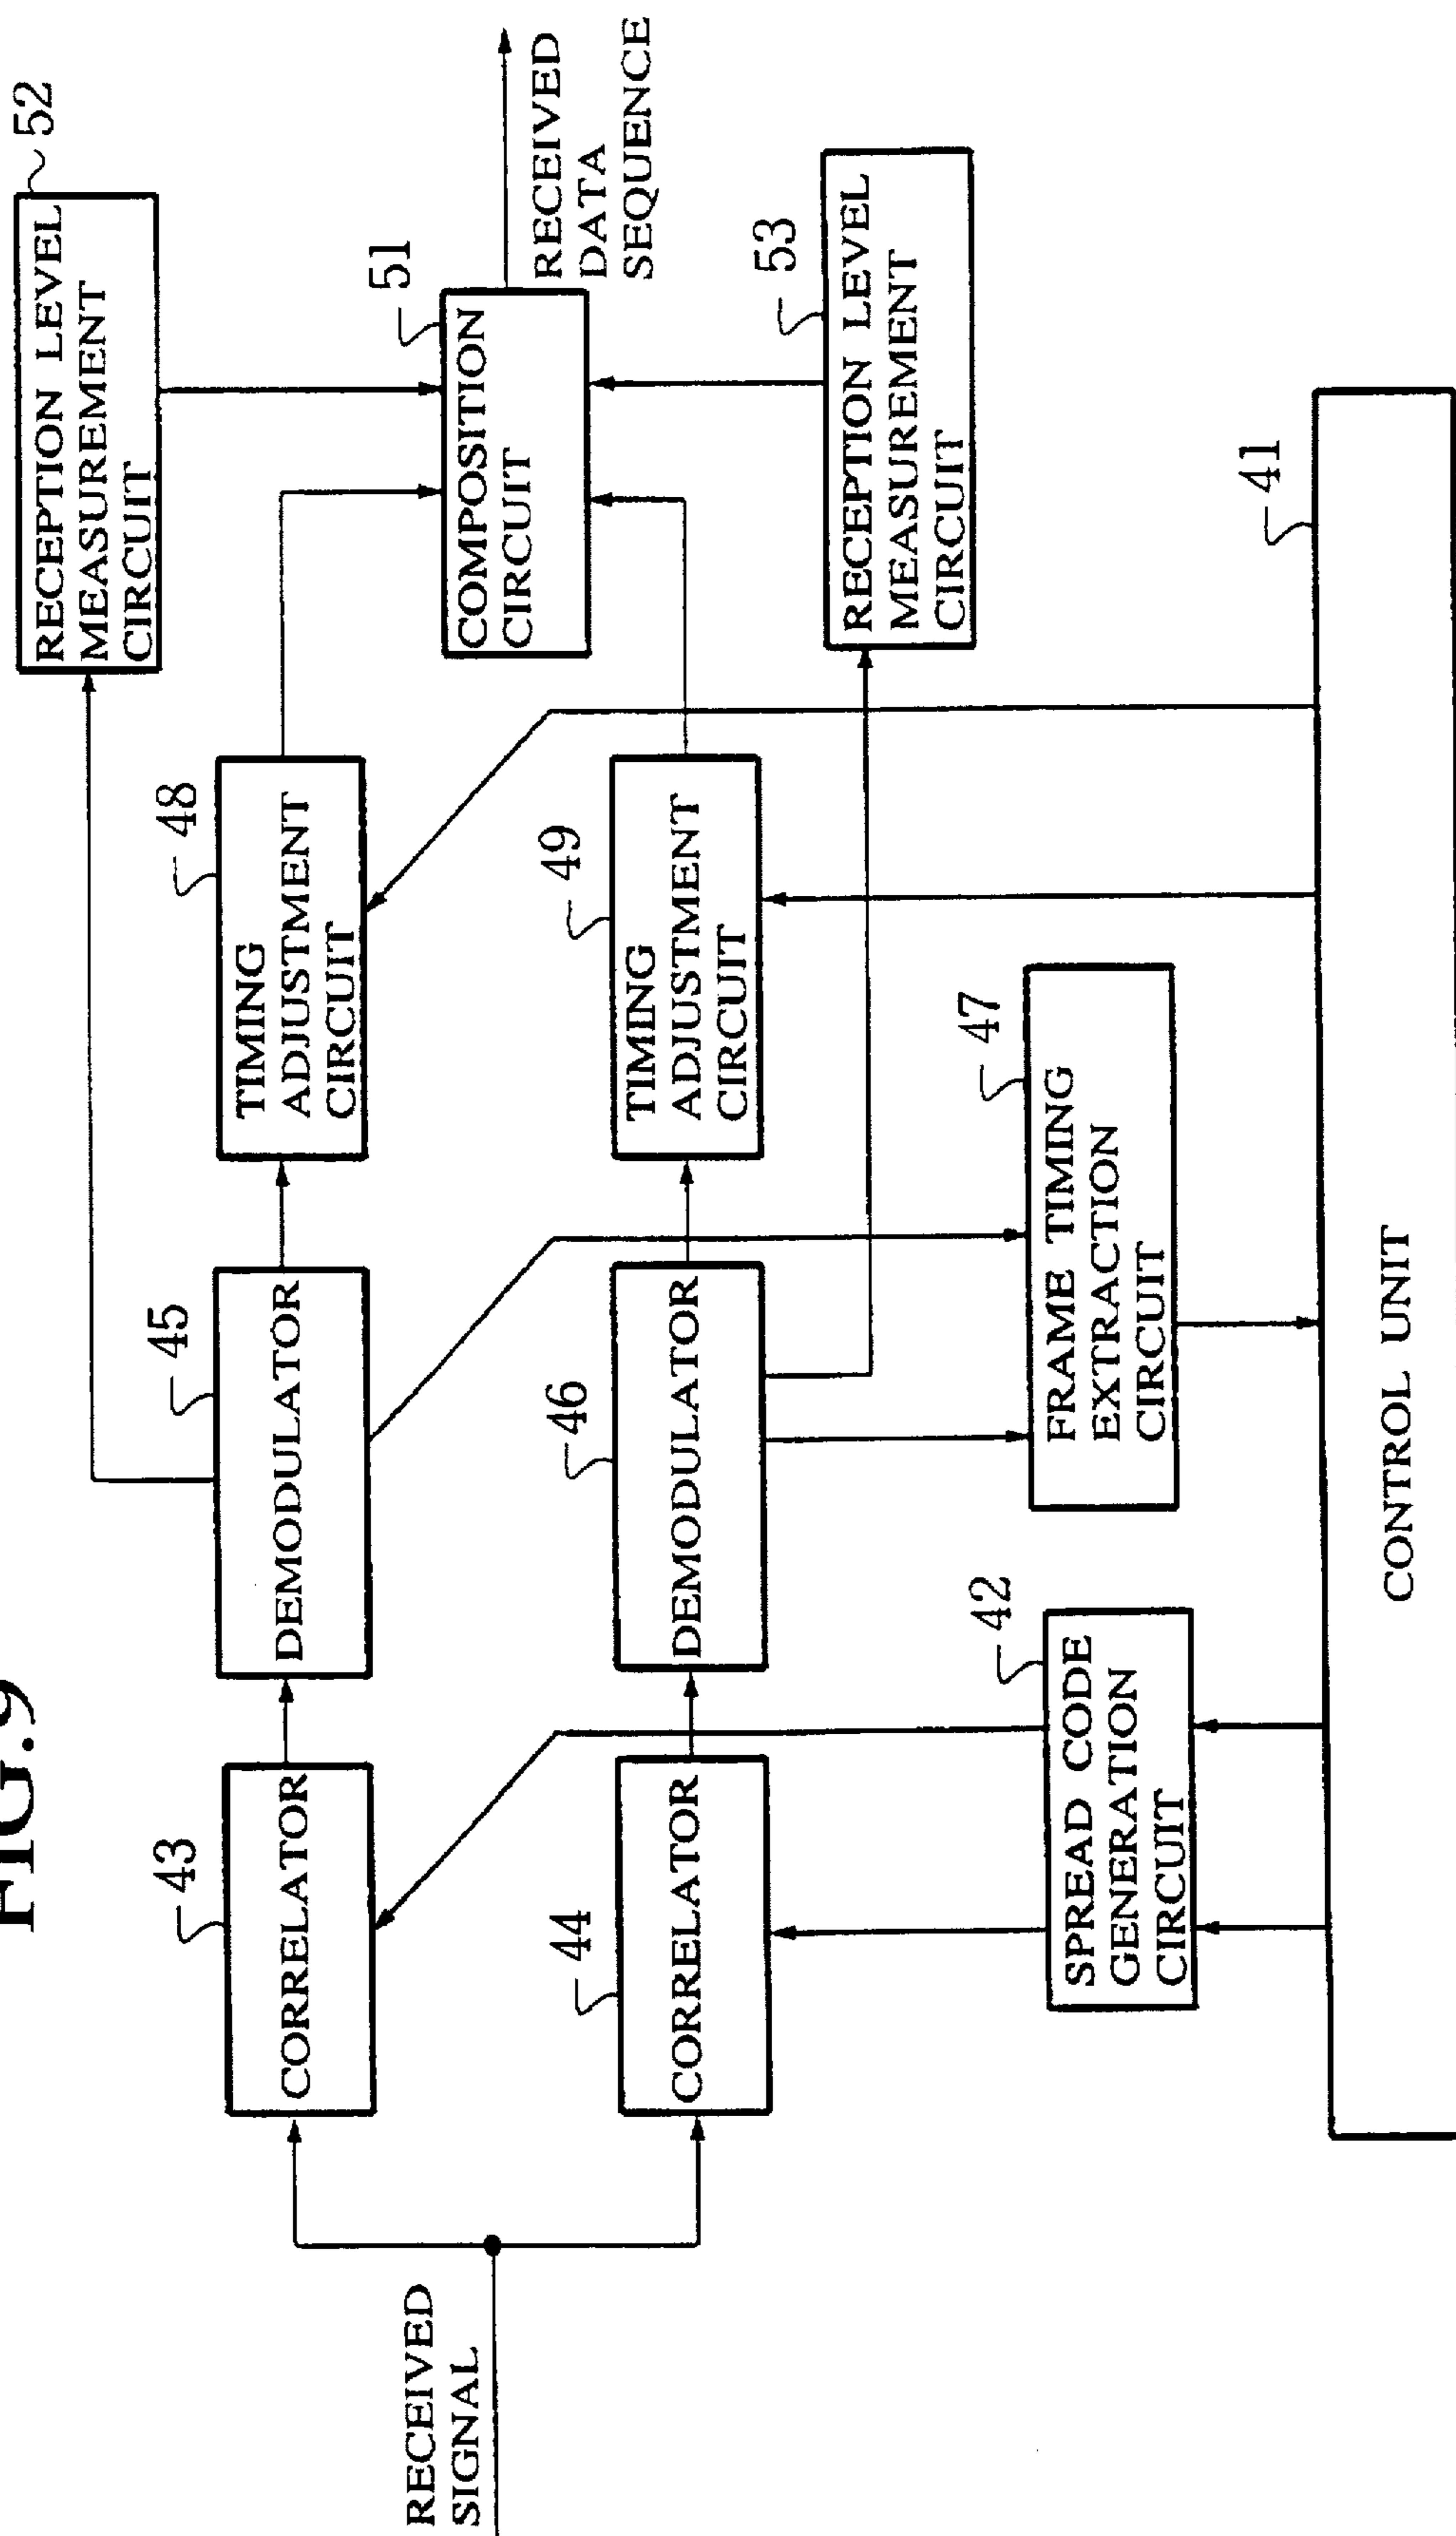 FIG.9
RECEIVED
SIGNAL
43
CORRELATOR
44
CORRELATOR
45
DEMODULATOR
46
DEMODULATOR
48
TIMING
ADJUSTMENT
CIRCUIT
49
TIMING
ADJUSTMENT
CIRCUIT
52
RECEPTION LEVEL
MEASUREMENT
CIRCUIT
51
COMPOSITION
CIRCUIT
RECEIVED
DATA
SEQUENCE
53
RECEPTION LEVEL
MEASUREMENT
CIRCUIT
42
SPREAD CODE
GENERATION
CIRCUIT
47
FRAME TIMING
EXTRACTION
CIRCUIT
41
CONTROL UNIT